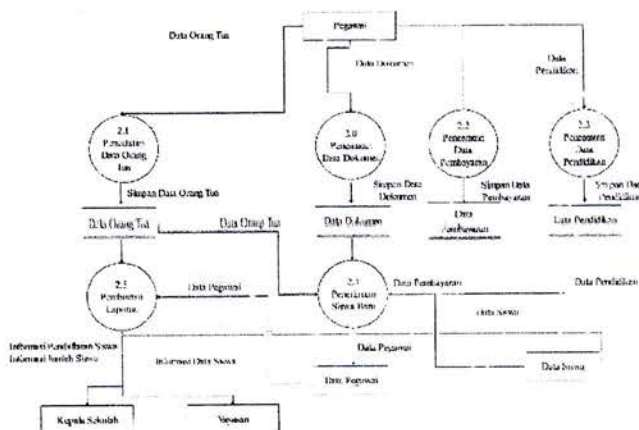 Pegawai
Data Orang Tua
Data Dokumen
Data
Pendidikan
2.1
Pencatatan
Data Orang
Tua
2.0
Pencatatan
Data Dokumen
2.2
Pencatatan
Data
Pembayaran
2.3
Pencatatan
Data
Pendidikan
Simpan Data Orang Tua
Simpan Data
Dokumen
Simpan Data
Pembayaran
Simpan Data
Pendidikan
Data Orang Tua
Data Orang Tua
Data Dokumen
Data
Pembayaran
Data Pendidikan
Pembuatan
Laporan
Data Pegawai
Penerimaan
Siswa Baru
Data Pembayaran
Data Pendidikan
Data Siswa
Informasi Pendaftaran Siswa
Informasi Jumlah Siswa
Informasi Data Siswa
Data Pegawai
Data Pegawai
Data Siswa
Kepala Sekolah
Yayasan